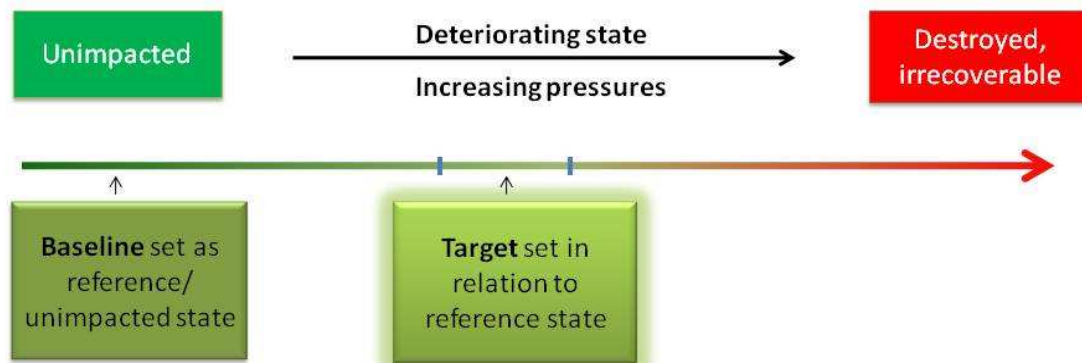 Unimpacted
Deteriorating state
Increasing pressures
Destroyed,
irrecoverable
Baseline set as
reference/
unimpacted state
Target set in
relation to
reference state